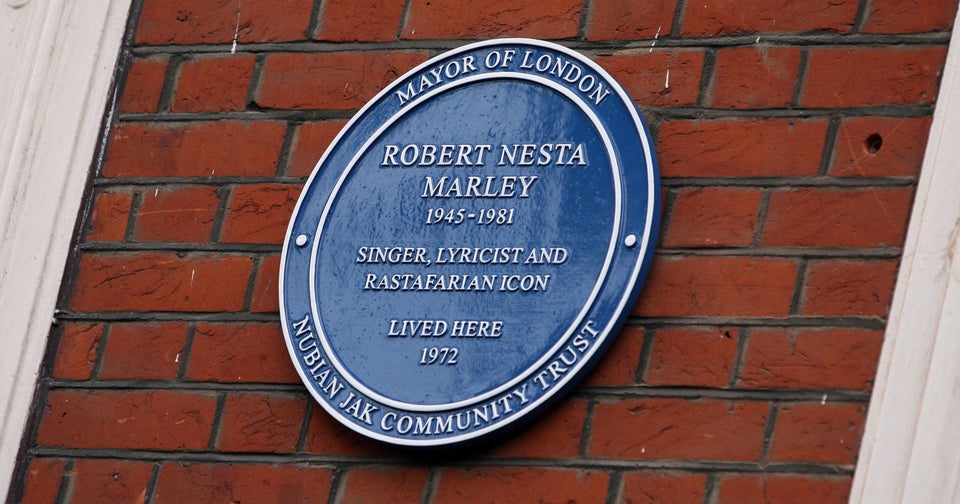 MAYOR OF LONDON
ROBERT NESTA
MARLEY
1945-1981
SINGER, LYRICIST AND
RASTAFARIAN ICON
LIVED HERE
1972
NUBIAN JAK COMMUNITY TRUST